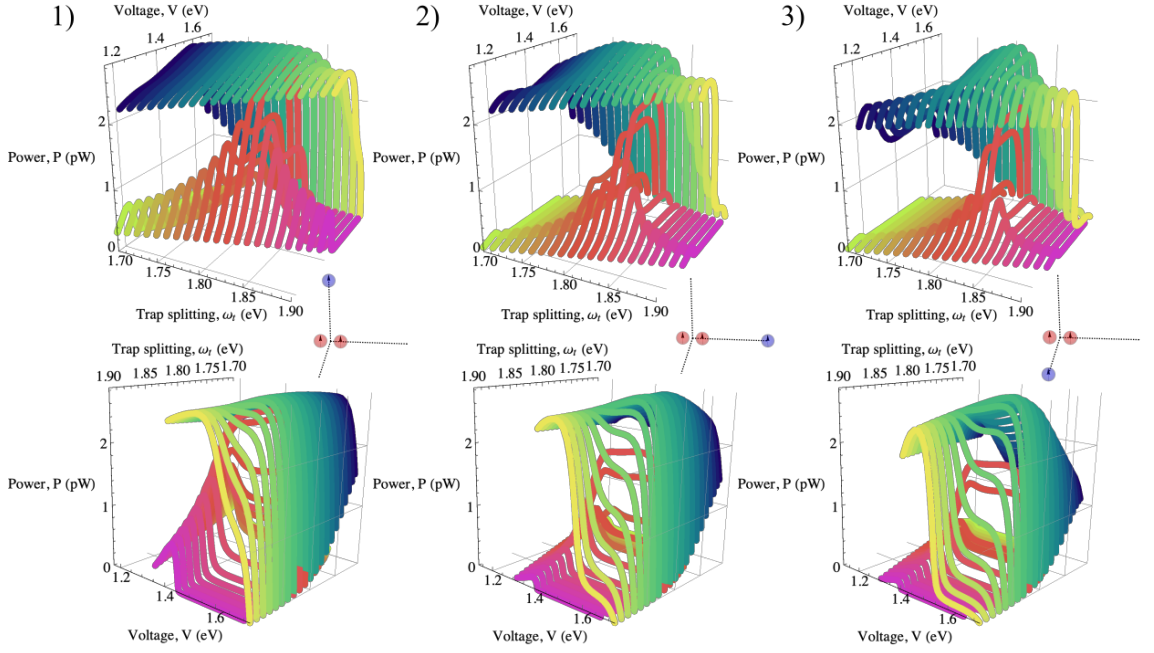 1)
Voltage, V (eV)
1.2
1.4
1.6
2
Power, P (pW)
1
0
1.70
1.75
1.80
1.85
1.90
Trap splitting, ωt (eV)
2)
Voltage, V (eV)
1.2
1.4
1.6
2
Power, P (pW)
1
0
1.70
1.75
1.80
1.85
1.90
Trap splitting, ωt (eV)
3)
Voltage, V (eV)
1.2
1.4
1.6
2
Power, P (pW)
1
0
1.70
1.75
1.80
1.85
1.90
Trap splitting, ωt (eV)
Trap splitting, ωt (eV)
1.90 1.85 1.80 1.75 1.70
2
Power, P (pW)
1
0
1.2
1.4
1.6
Voltage, V (eV)
Trap splitting, ωt (eV)
1.90 1.85 1.80 1.75 1.70
2
Power, P (pW)
1
0
1.2
1.4
1.6
Voltage, V (eV)
Trap splitting, ωt (eV)
1.90 1.85 1.80 1.75 1.70
2
Power, P (pW)
1
0
1.2
1.4
1.6
Voltage, V (eV)